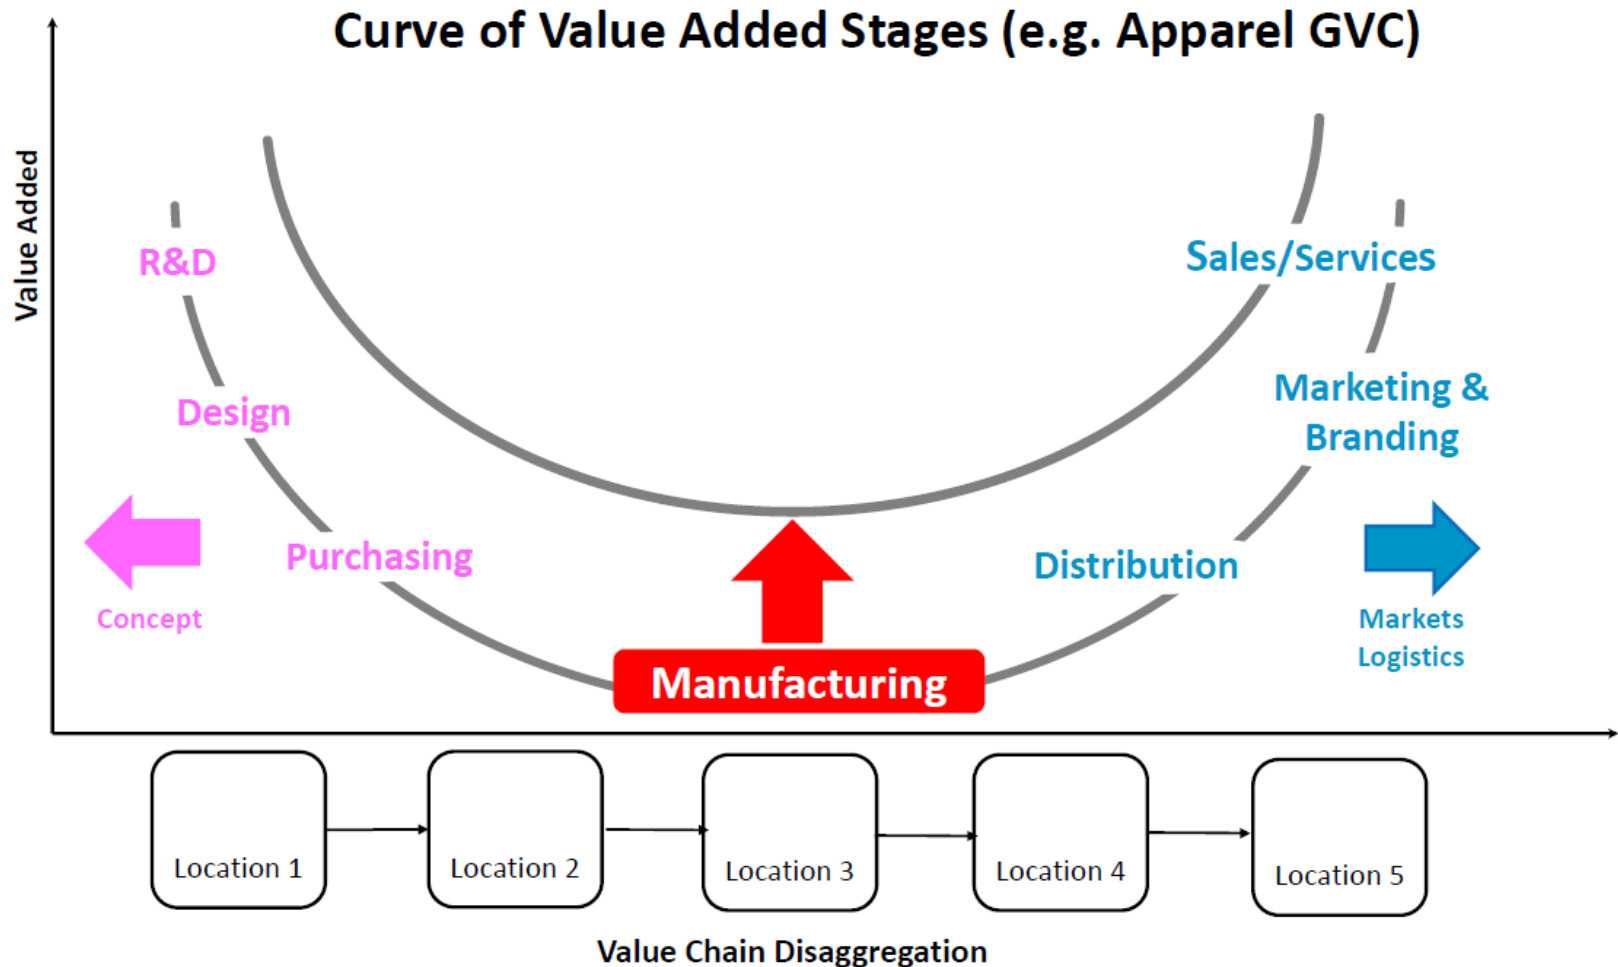 Curve of Value Added Stages (e.g. Apparel GVC)
Value Added
R&D
Design
Purchasing
Concept
Manufacturing
Sales/Services
Marketing &
Branding
Distribution
Markets
Logistics
Location 1
Location 2
Location 3
Location 4
Location 5
Value Chain Disaggregation